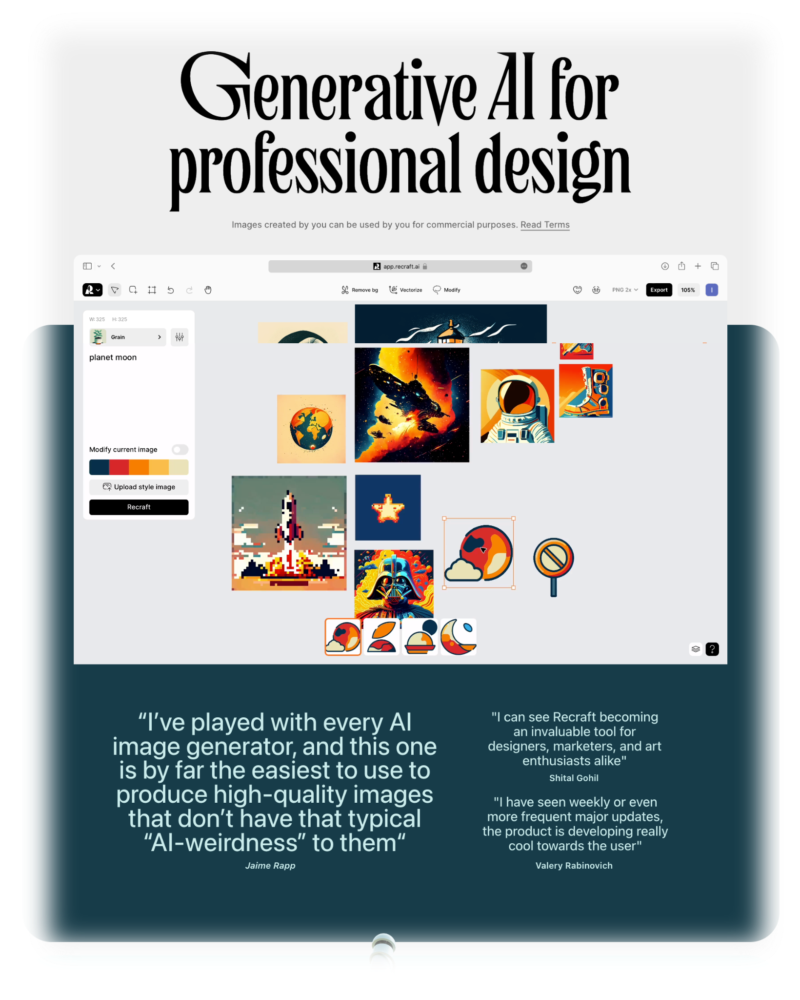 Generative AI for
professional design
Images created by you can be used by you for commercial purposes. Read Terms
app.recraft.ai
Remove bg
Vectorize
Modify
PNG 2x
Export
105%
I
W:325 H:325
Grain
planet moon
Modify current image
Upload style image
Recraft
?
“I’ve played with every AI
image generator, and this one
is by far the easiest to use to
produce high-quality images
that don’t have that typical
“AI-weirdness” to them“
Jaime Rapp
"I can see Recraft becoming
an invaluable tool for
designers, marketers, and art
enthusiasts alike"
Shital Gohil
"I have seen weekly or even
more frequent major updates,
the product is developing really
cool towards the user"
Valery Rabinovich